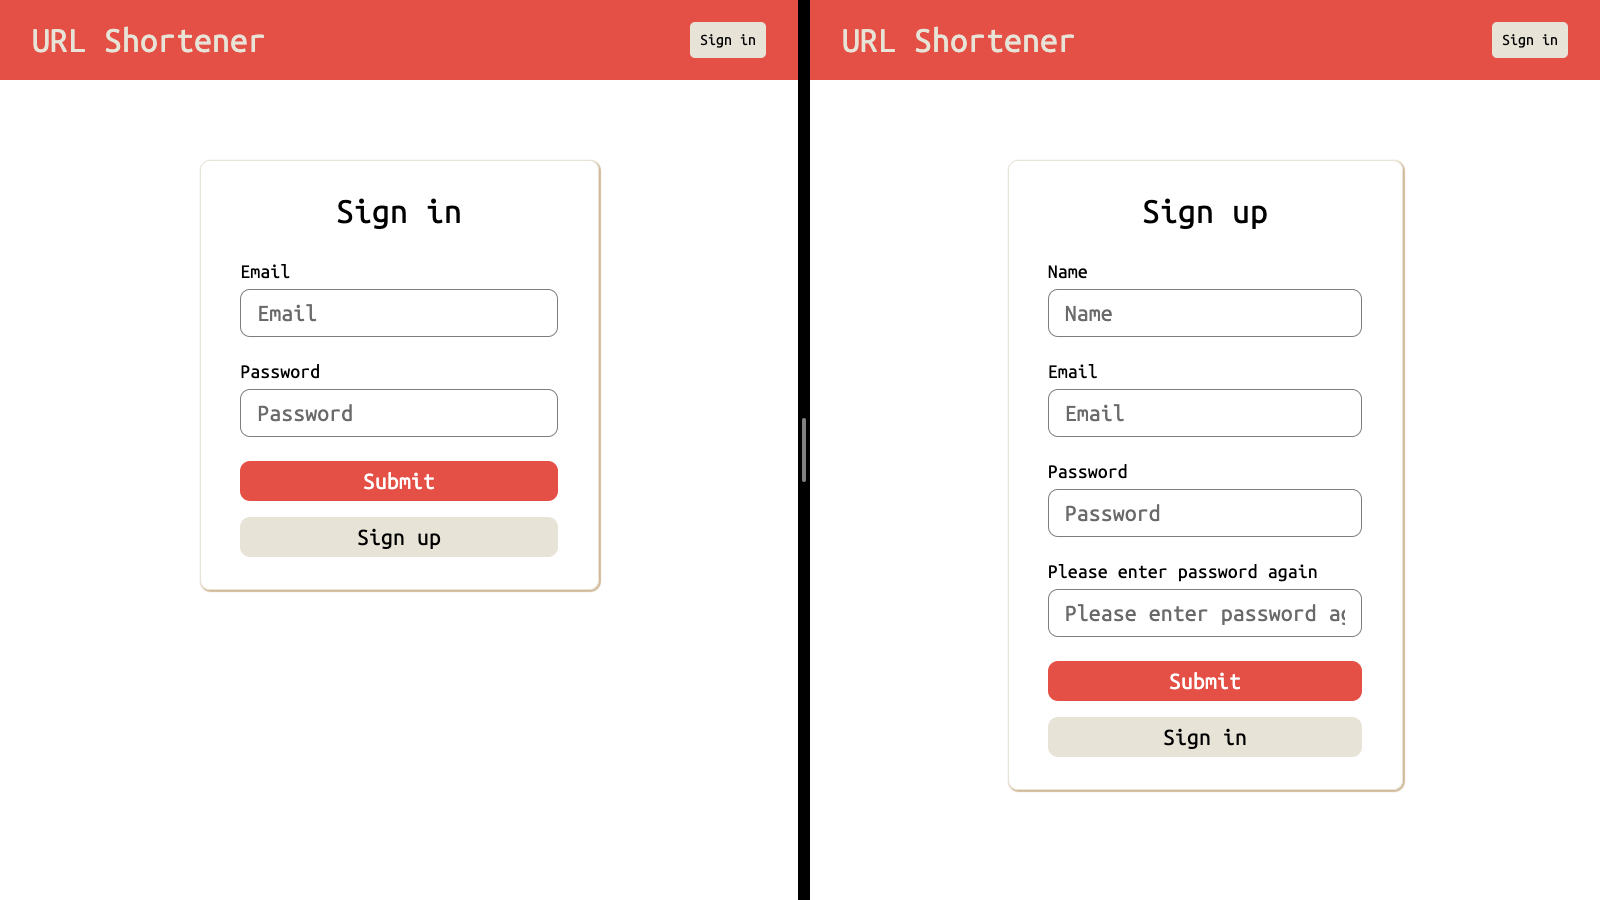 URL Shortener
Sign in
Sign in
Email
Email
Password
Password
Submit
Sign up
URL Shortener
Sign in
Sign up
Name
Name
Email
Email
Password
Password
Please enter password again
Please enter password
Submit
Sign in